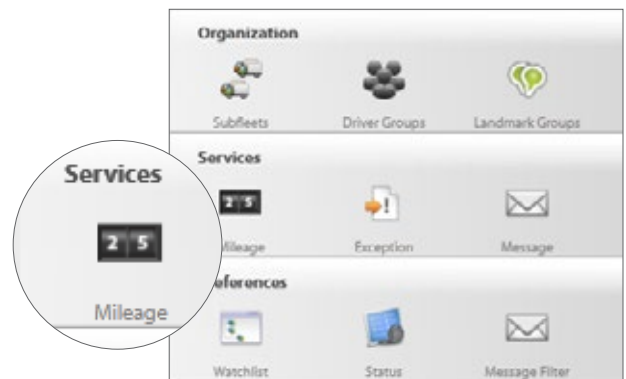 Organization
Subfleets Driver Groups Landmark Groups
Services
2 5 ! 
Mileage Exception Message
eferences
Watchlist Status Message Filter
Services
2 5
Mileage